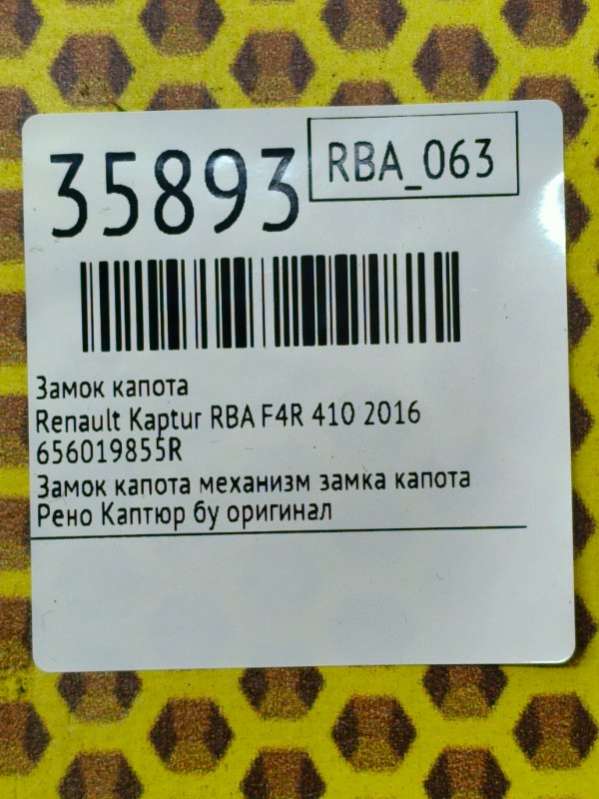 35893
RBA_063
Замок капота
Renault Kaptur RBA F4R 410 2016
656019855R
Замок капота механизм замка капота
Рено Каптюр бу оригинал